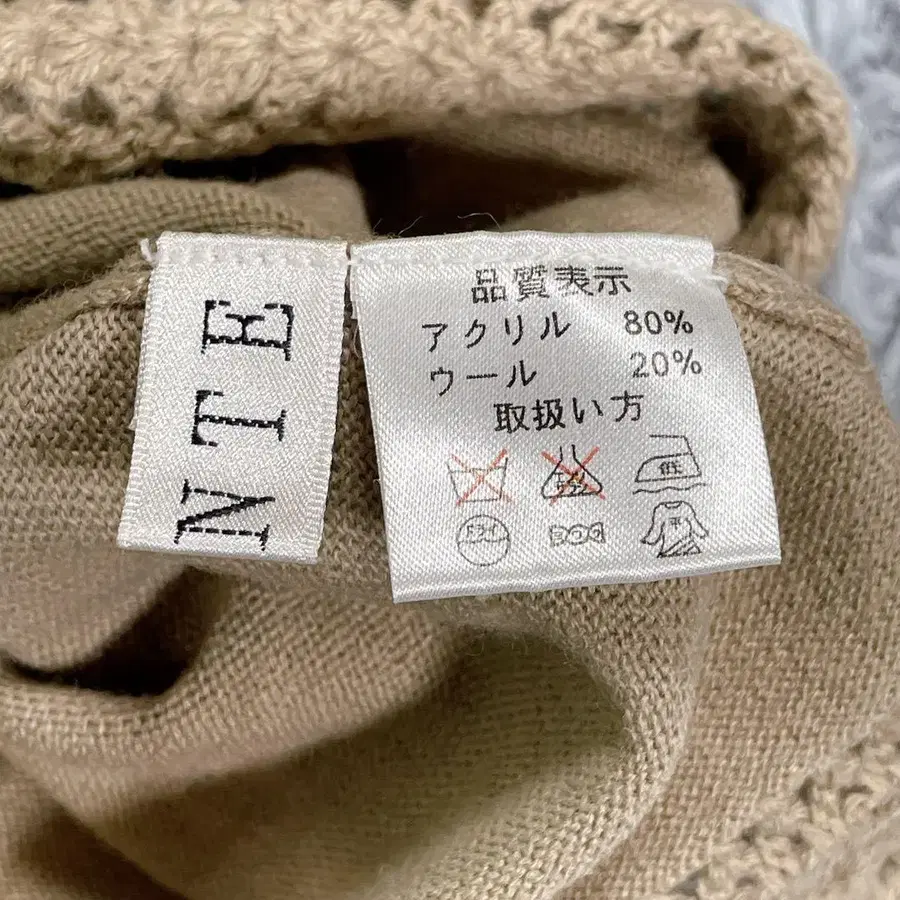 NTE
品質表示
アクリル 80%
ウール 20%
取扱い方
低